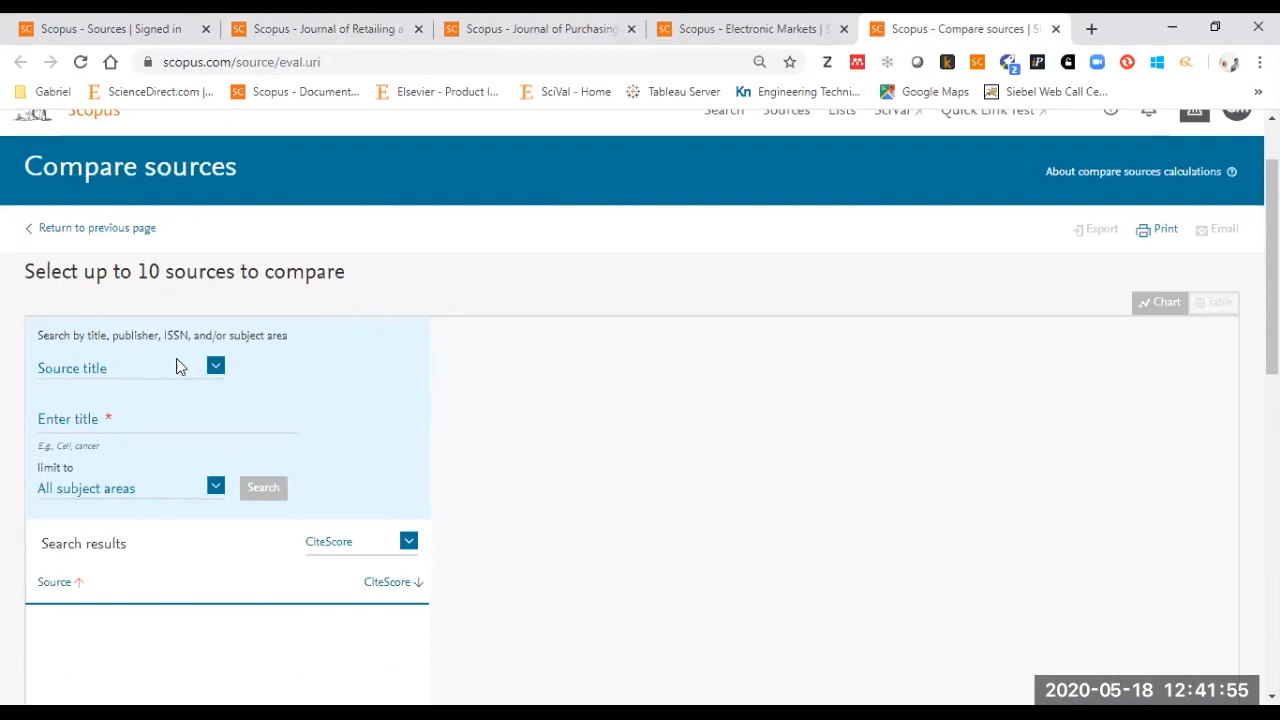 Scopus - Sources | Signed in
Scopus - Journal of Retailing a
Scopus - Journal of Purchasing
Scopus - Electronic Markets | S
Scopus - Compare sources | Si
scopus.com/source/eval.uri
Gabriel
ScienceDirect.com |...
Scopus - Document...
Elsevier - Product I...
SciVal - Home
Tableau Server
Kn Engineering Techni...
Google Maps
Siebel Web Call Ce...
»
Scopus
Search
Sources
Lists
SciVal
Quick Link Test
Compare sources
About compare sources calculations
Return to previous page
Export
Print
Email
Select up to 10 sources to compare
Chart
Table
Search by title, publisher, ISSN, and/or subject area
Source title
Enter title *
E.g., Cell, cancer
limit to
All subject areas
Search
Search results
CiteScore
Source ↑
CiteScore ↓
2020-05-18 12:41:55